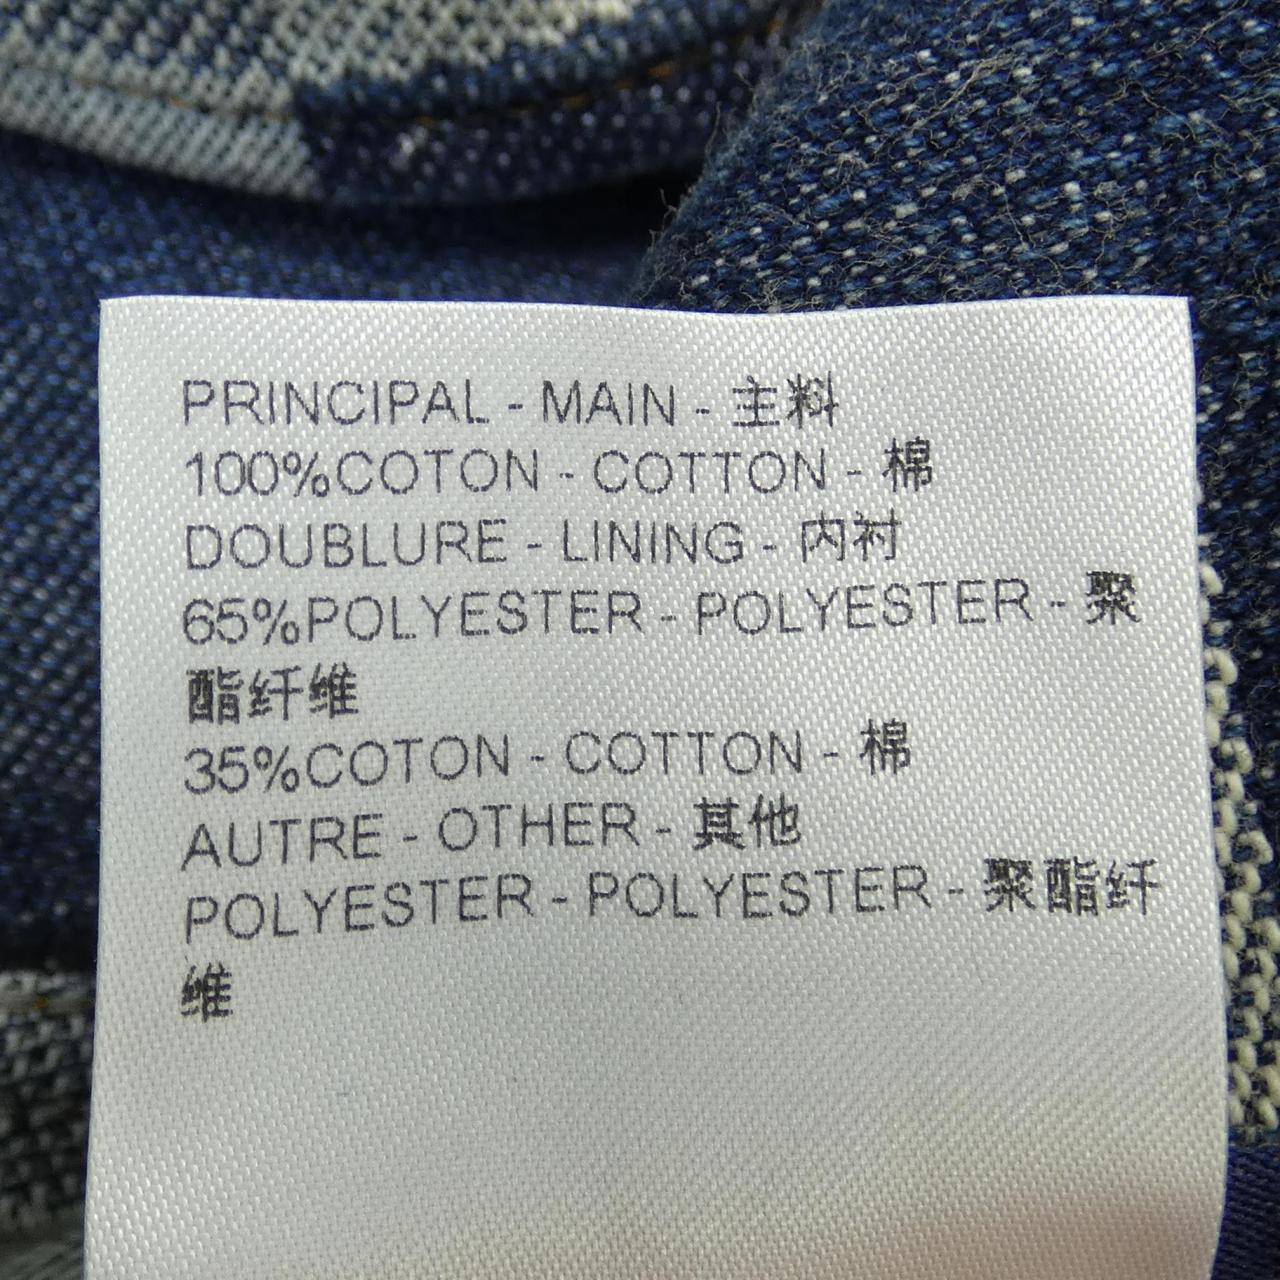 PRINCIPAL - MAIN - 主料
100%COTON - COTTON - 棉
DOUBLURE - LINING - 内衬
65%POLYESTER - POLYESTER - 聚
酯纤维
35%COTON - COTTON - 棉
AUTRE - OTHER - 其他
POLYESTER - POLYESTER - 聚酯纤
维